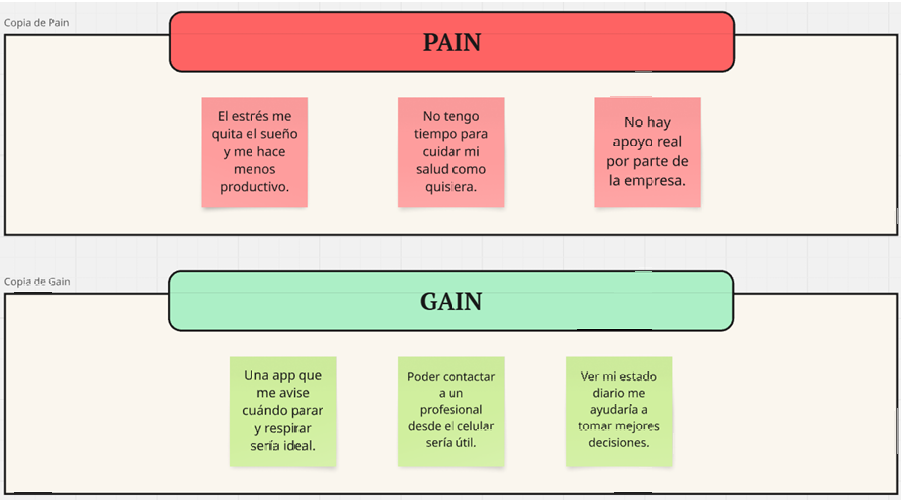 Copia de Pain
PAIN
El estrés me
quita el sueño
y me hace
menos
productivo.
No tengo
tiempo para
cuidar mi
salud como
quisiera.
No hay
apoyo real
por parte de
la empresa.
Copia de Gain
GAIN
Una app que
me avise
cuándo parar
y respirar
sería ideal.
Poder contactar
a un
profesional
desde el celular
sería útil.
Ver mi estado
diario me
ayudaría a
tomar mejores
decisiones.